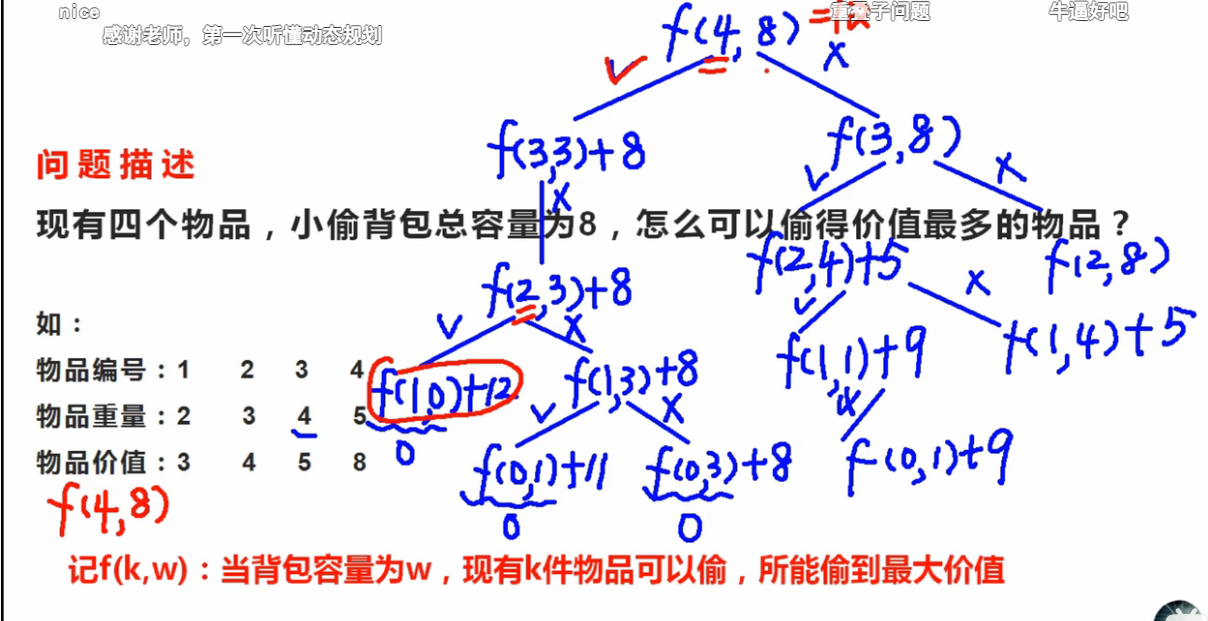 nice
重叠子问题
牛逼好吧
感谢老师，第一次听懂动态规划
f(4,8)
✓ x
f(3,3)+8 f(3,8)
问题描述
x ✓ x
现有四个物品，小偷背包总容量为8，怎么可以偷得价值最多的物品？
f(2,3)+8 f(2,4)+5 f(2,8)
✓ x ✓ x
如：
f(1,1)+9 f(1,4)+5
物品编号：1 2 3 4
f(1,0)+12 f(1,3)+8
✓ x
物品重量：2 3 4 5
0
物品价值：3 4 5 8
f(0,1)+11 f(0,3)+8 f(0,1)+9
f(4,8)
0 0
记f(k,w)：当背包容量为w，现有k件物品可以偷，所能偷到最大价值